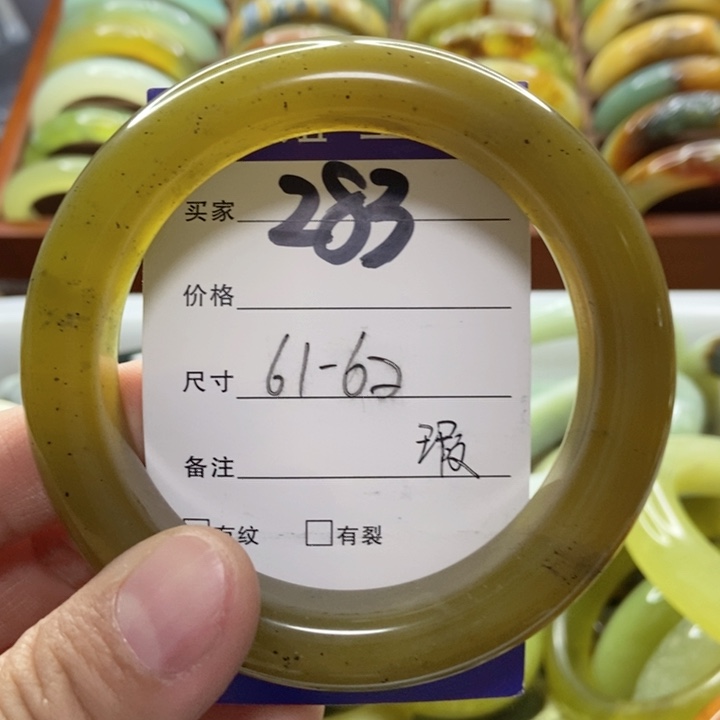 买家 283
价格
尺寸 61-62
备注 瑕
有纹 有裂